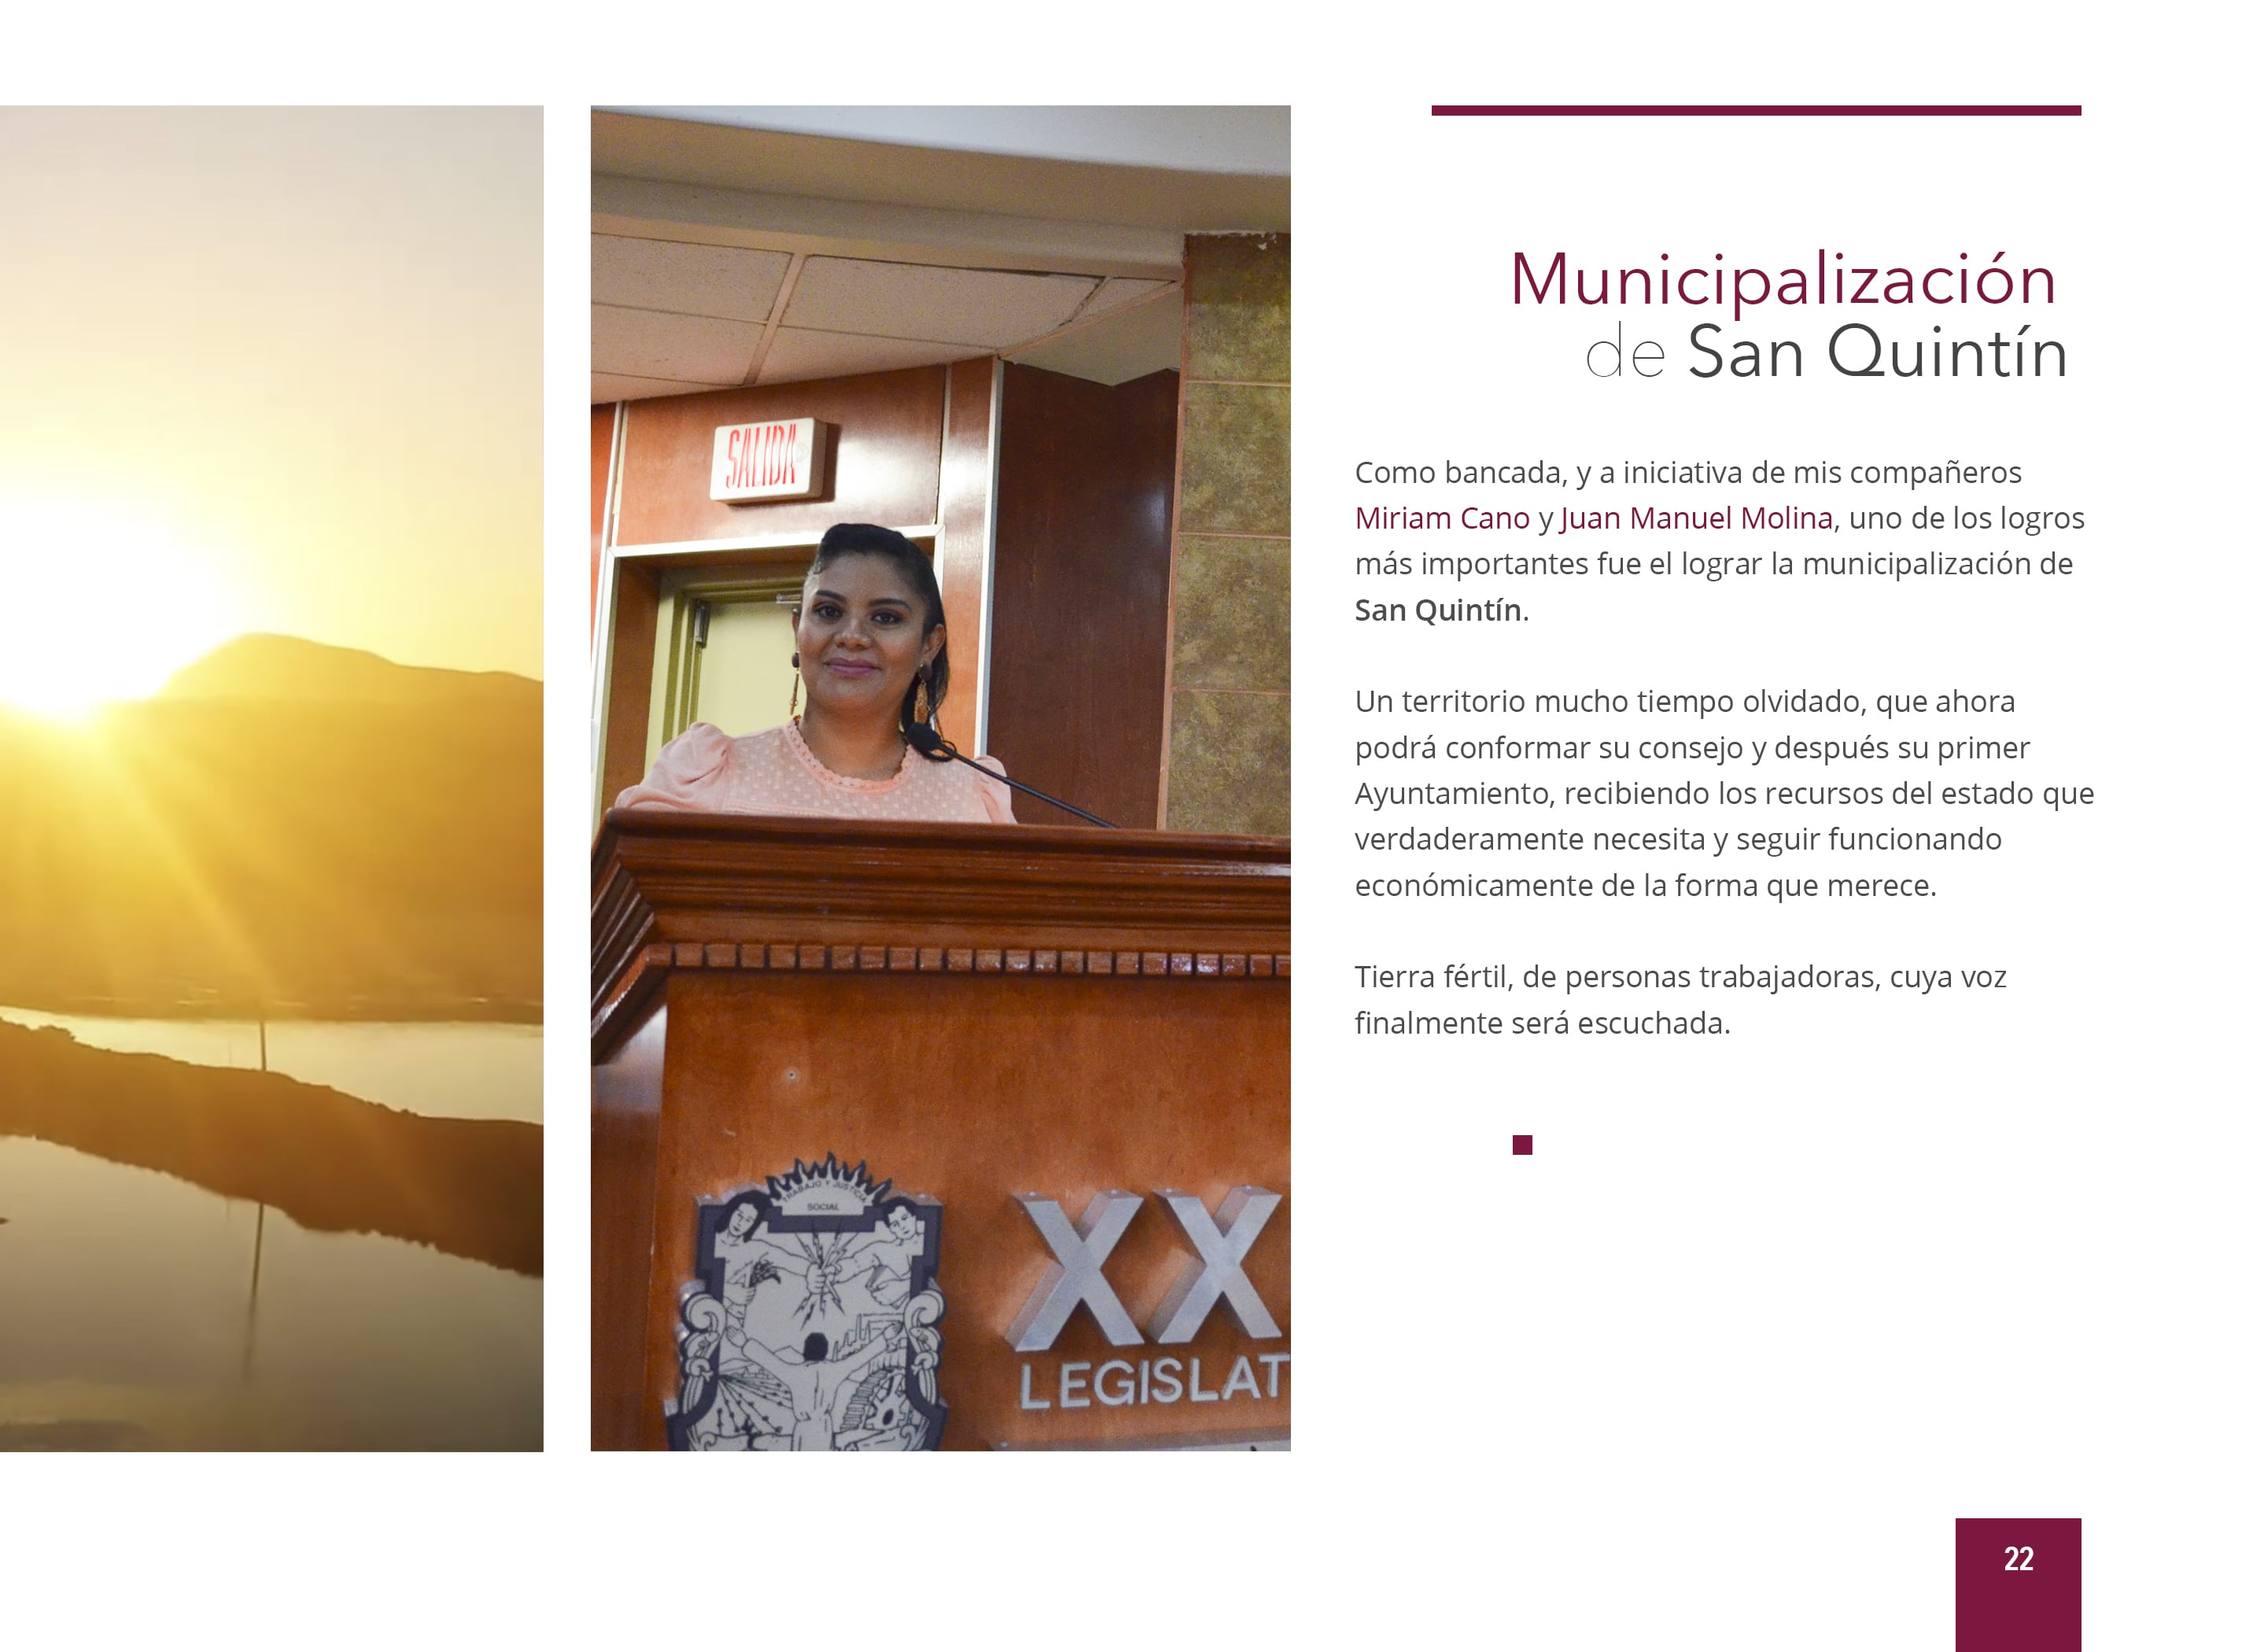 SALIDA
TRABAJO Y JUSTICIA
SOCIAL
XX
LEGISLAT
Municipalización
de San Quintín
Como bancada, y a iniciativa de mis compañeros
Miriam Cano y Juan Manuel Molina, uno de los logros
más importantes fue el lograr la municipalización de
San Quintín.
Un territorio mucho tiempo olvidado, que ahora
podrá conformar su consejo y después su primer
Ayuntamiento, recibiendo los recursos del estado que
verdaderamente necesita y seguir funcionando
económicamente de la forma que merece.
Tierra fértil, de personas trabajadoras, cuya voz
finalmente será escuchada.
22